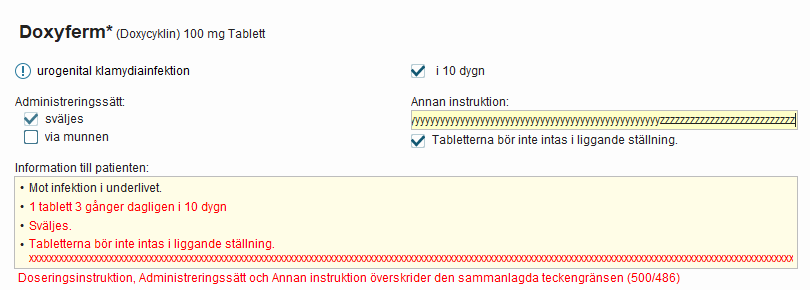 Doxyferm* (Doxycyklin) 100 mg Tablett
urogenital klamydiainfektion
i 10 dygn
Administreringssätt:
Annan instruktion:
sväljes
via munnen
Tabletterna bör inte intas i liggande ställning.
Information till patienten:
• Mot infektion i underlivet.
• 1 tablett 3 gånger dagligen i 10 dygn
• Sväljes.
• Tabletterna bör inte intas i liggande ställning.
Doseringsinstruktion, Administreringssätt och Annan instruktion överskrider den sammanlagda teckengränsen (500/486)